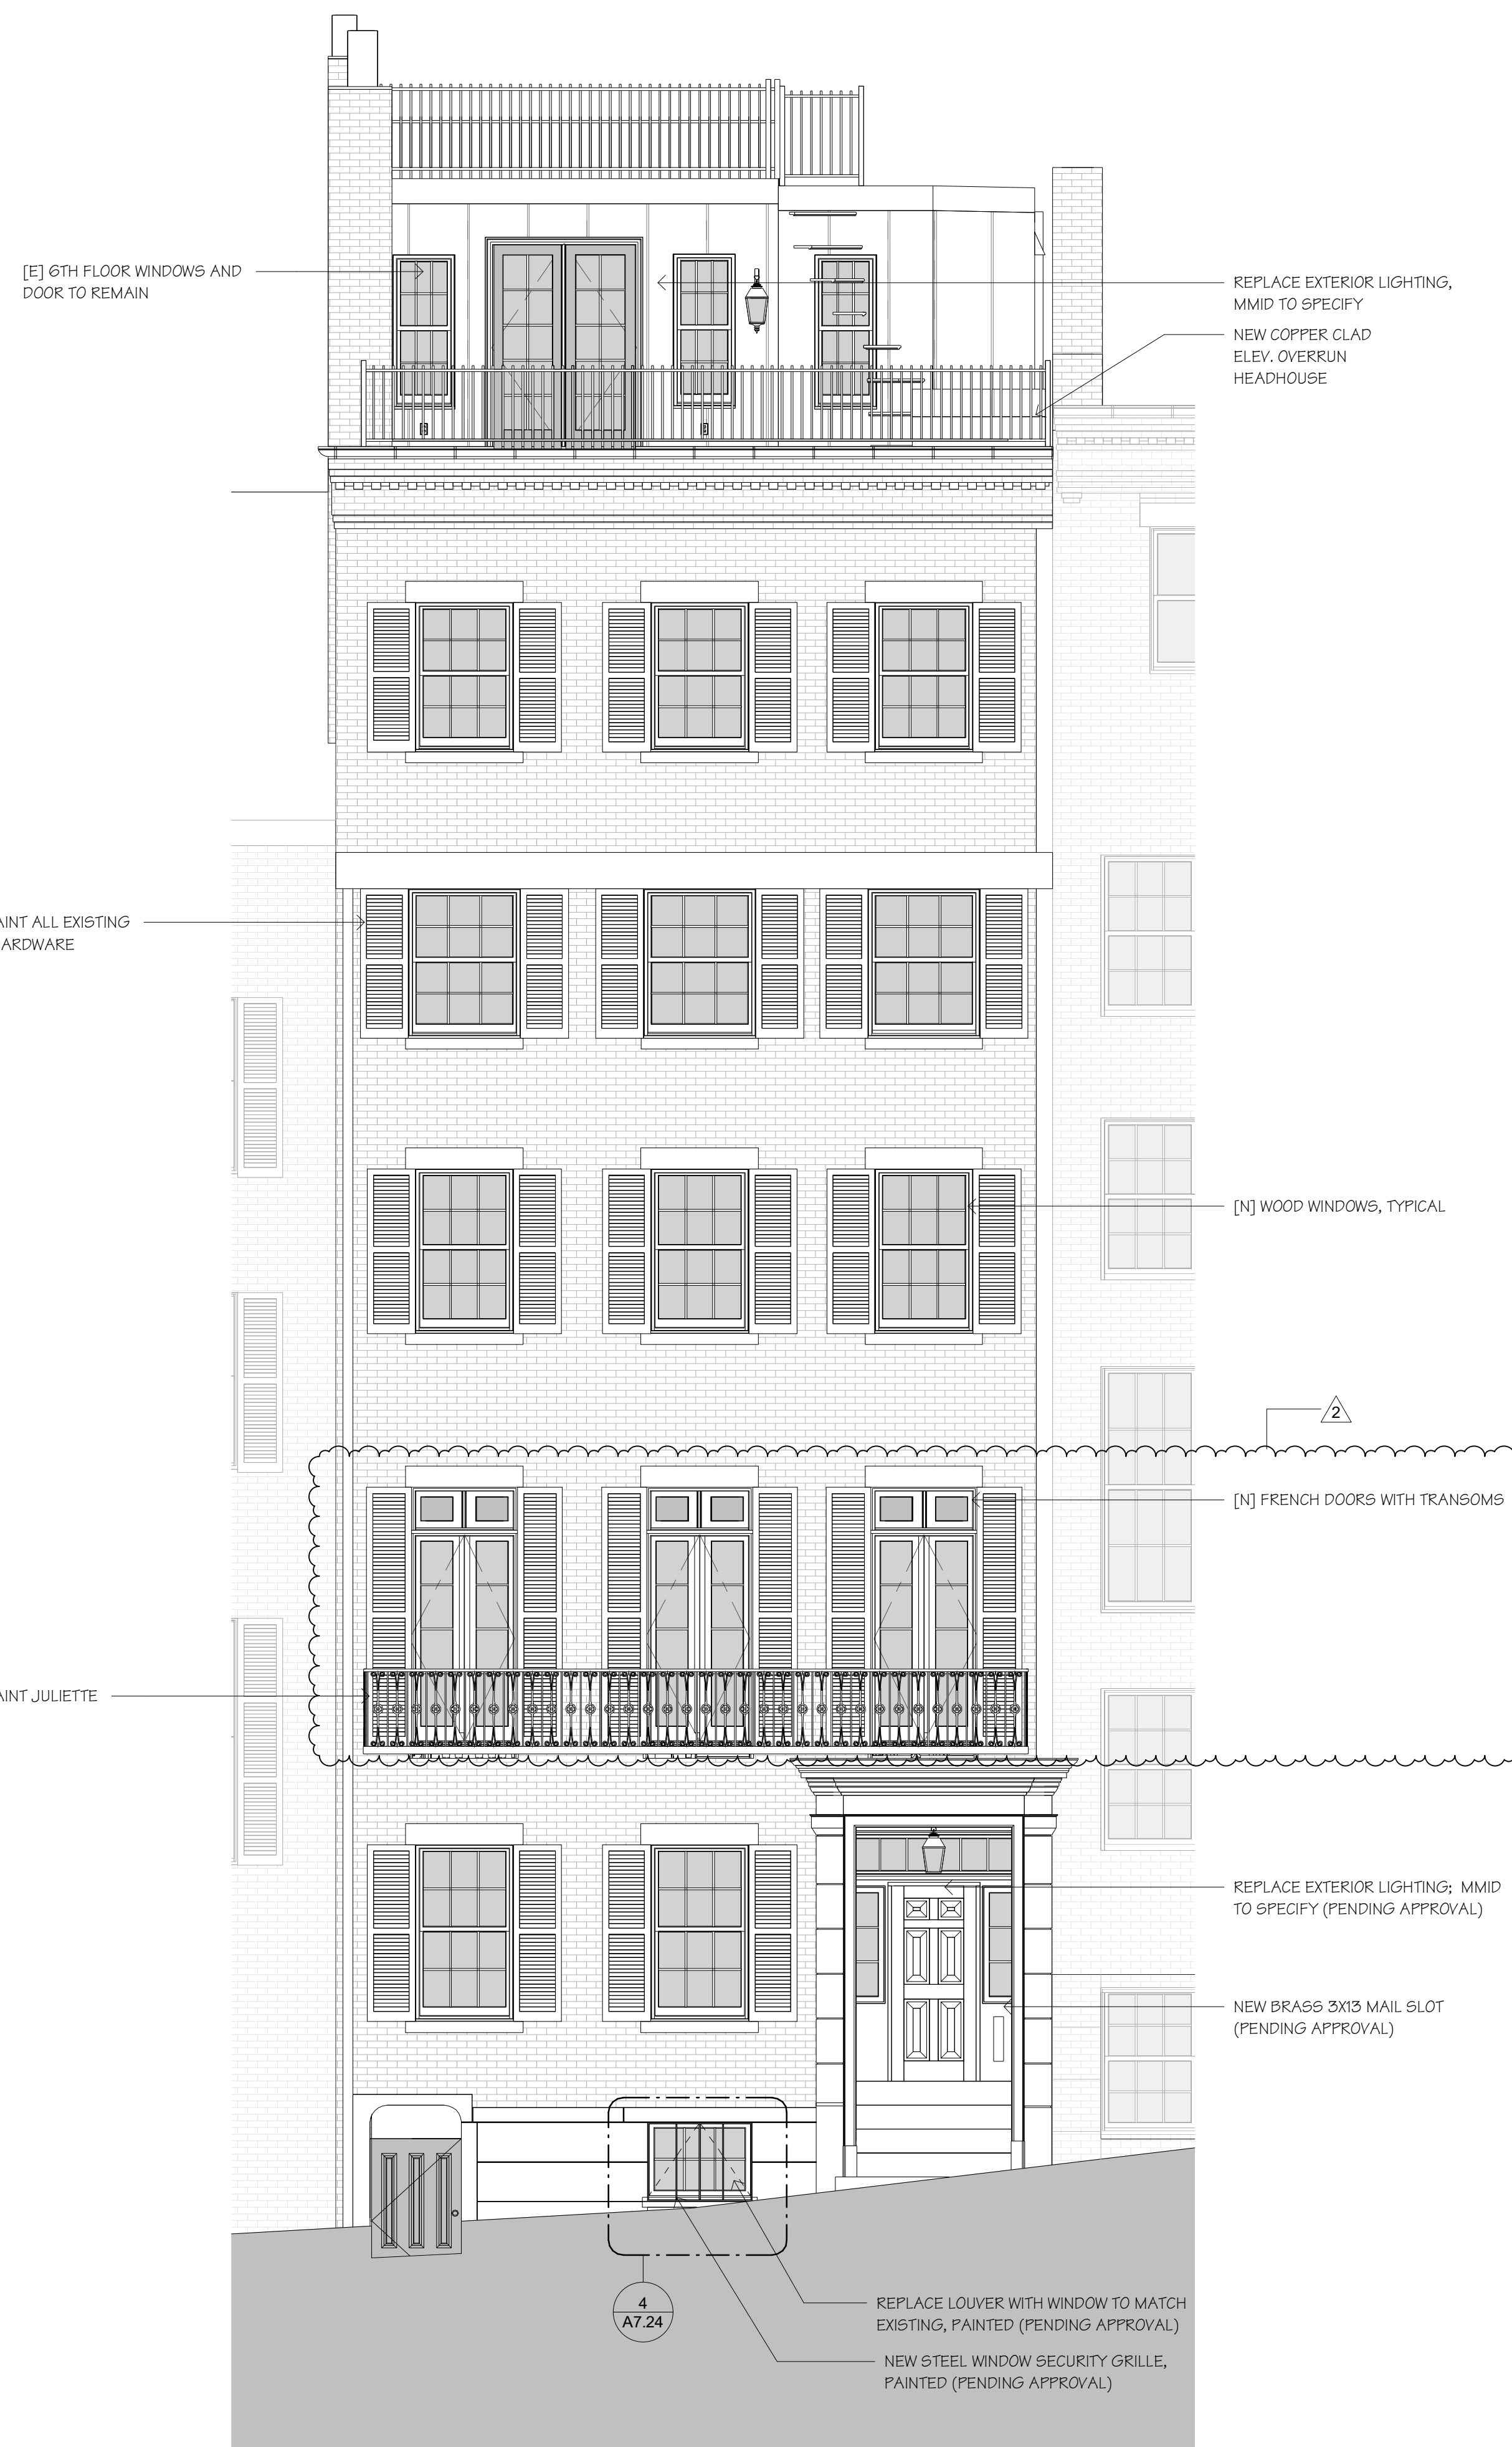 [E] 6TH FLOOR WINDOWS AND
DOOR TO REMAIN
REPLACE EXTERIOR LIGHTING,
MMID TO SPECIFY
NEW COPPER CLAD
ELEV. OVERRUN
HEADHOUSE
AINT ALL EXISTING
ARDWARE
[N] WOOD WINDOWS, TYPICAL
2
[N] FRENCH DOORS WITH TRANSOMS
AINT JULIETTE
REPLACE EXTERIOR LIGHTING; MMID
TO SPECIFY (PENDING APPROVAL)
NEW BRASS 3X13 MAIL SLOT
(PENDING APPROVAL)
4
A7.24
REPLACE LOUVER WITH WINDOW TO MATCH
EXISTING, PAINTED (PENDING APPROVAL)
NEW STEEL WINDOW SECURITY GRILLE,
PAINTED (PENDING APPROVAL)